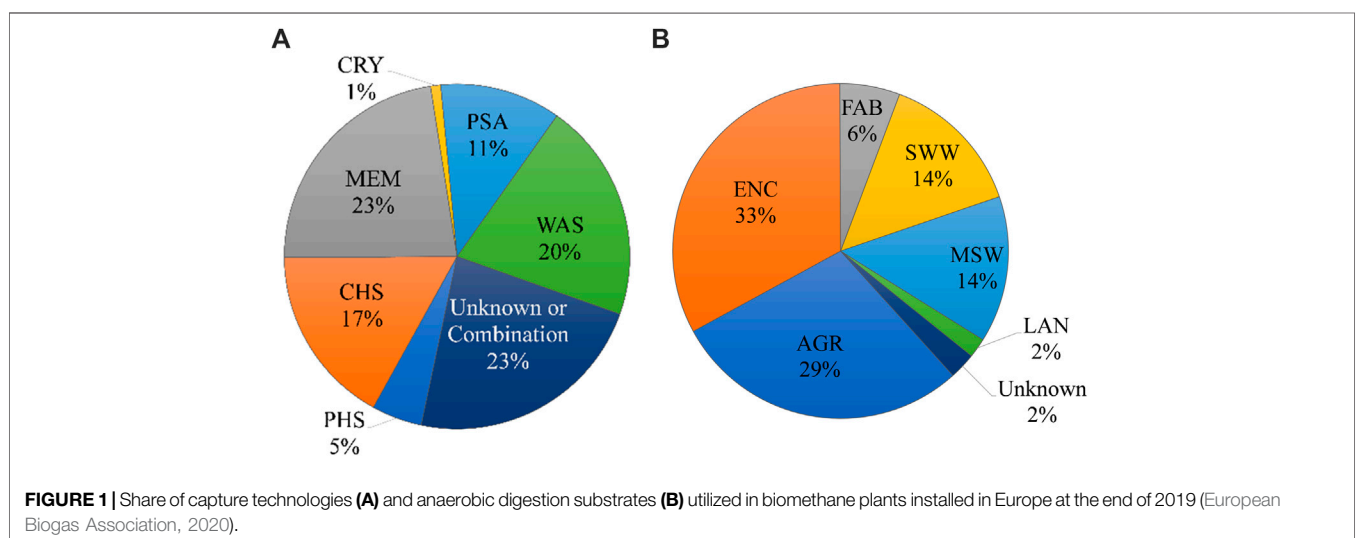 A
CRY
1%
PSA
11%
WAS
20%
Unknown or
Combination
23%
PHS
5%
CHS
17%
MEM
23%
B
FAB
6%
SWW
14%
MSW
14%
LAN
2%
Unknown
2%
AGR
29%
ENC
33%
FIGURE 1 | Share of capture technologies (A) and anaerobic digestion substrates (B) utilized in biomethane plants installed in Europe at the end of 2019 (European
Biogas Association, 2020).